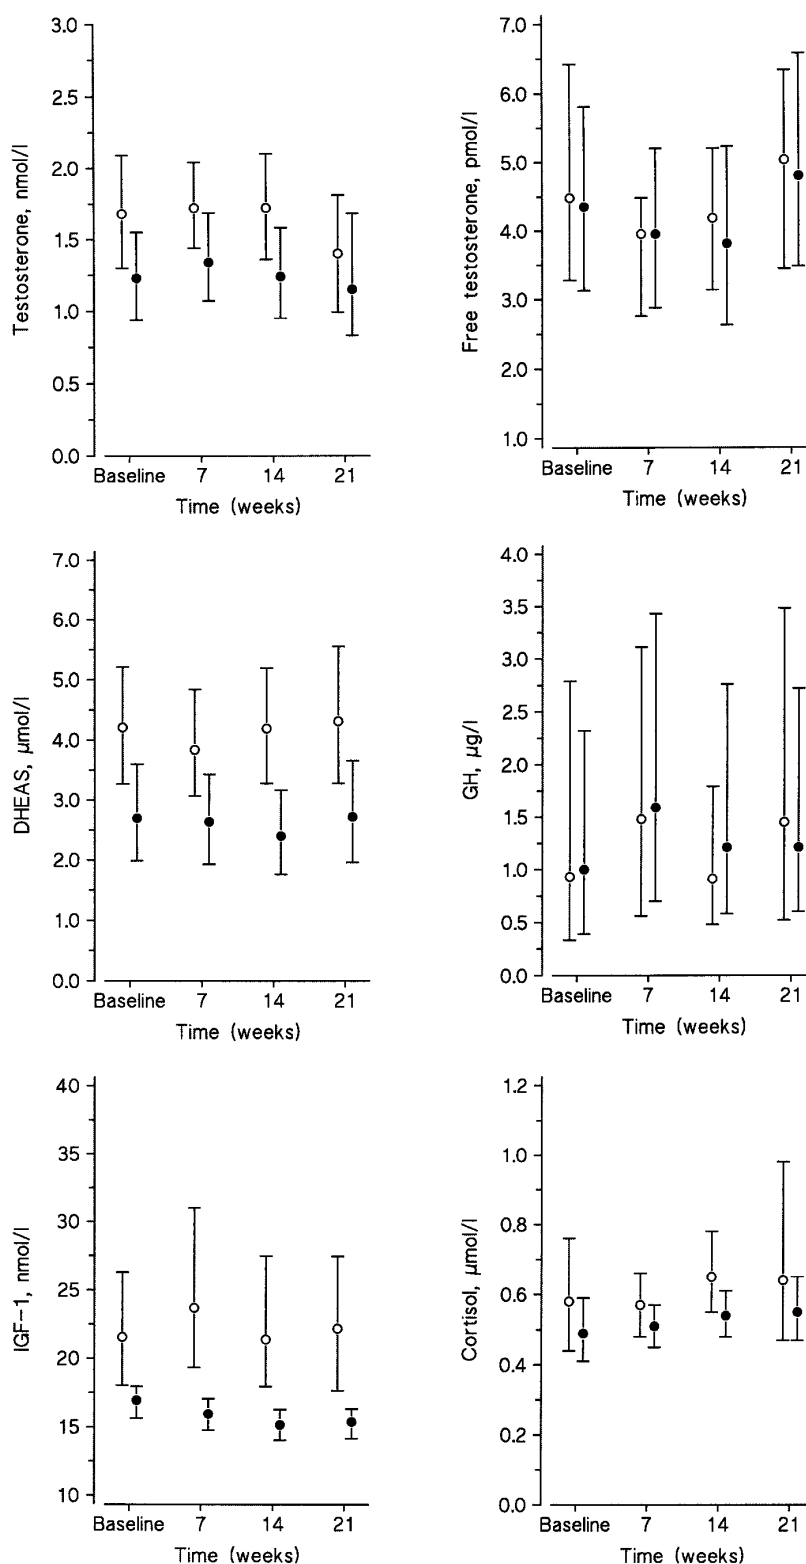 3.0
2.5
2.0
1.5
1.0
0.5
0.0
Testosterone, nmol/l
Baseline 7 14 21
Time (weeks)
7.0
6.0
5.0
4.0
3.0
2.0
1.0
Free testosterone, pmol/l
Baseline 7 14 21
Time (weeks)
7.0
6.0
5.0
4.0
3.0
2.0
1.0
0.0
DHEAS, µmol/l
Baseline 7 14 21
Time (weeks)
4.0
3.5
3.0
2.5
2.0
1.5
1.0
0.5
0.0
GH, µg/l
Baseline 7 14 21
Time (weeks)
40
35
30
25
20
15
10
IGF-1, nmol/l
Baseline 7 14 21
Time (weeks)
1.2
1.0
0.8
0.6
0.4
0.2
0.0
Cortisol, µmol/l
Baseline 7 14 21
Time (weeks)